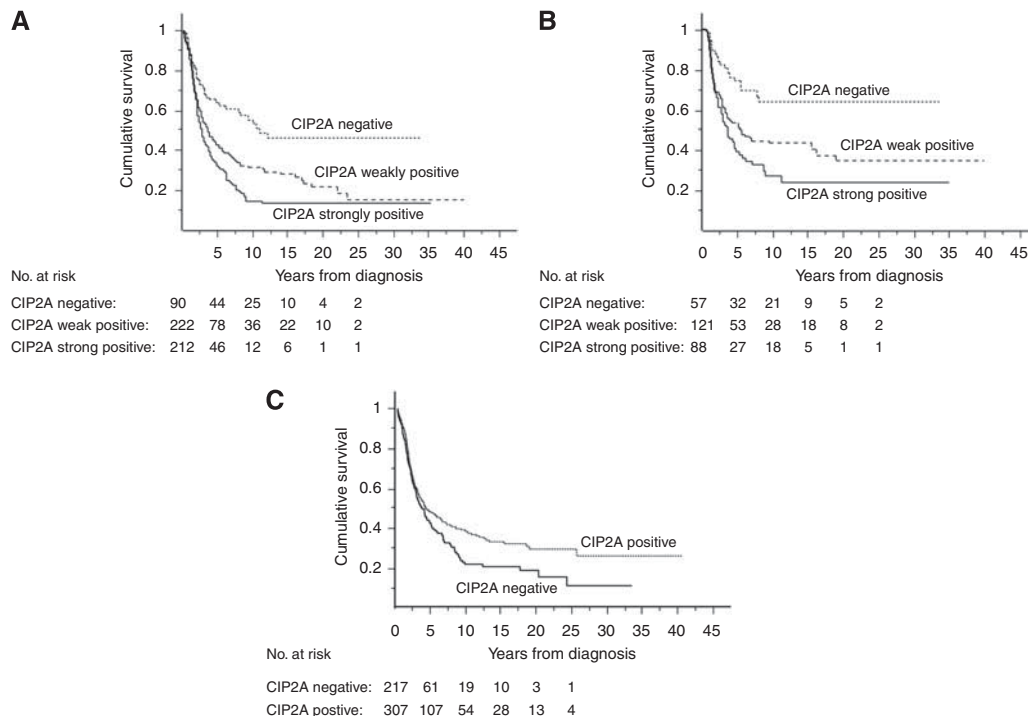 A
Cumulative survival
1
0.8
0.6
0.4
0.2
CIP2A negative
CIP2A weakly positive
CIP2A strongly positive
5 10 15 20 25 30 35 40 45
Years from diagnosis
No. at risk
CIP2A negative: 90 44 25 10 4 2
CIP2A weak positive: 222 78 36 22 10 2
CIP2A strong positive: 212 46 12 6 1 1
B
Cumulative survival
1
0.8
0.6
0.4
0.2
CIP2A negative
CIP2A weak positive
CIP2A strong positive
0 5 10 15 20 25 30 35 40 45
Years from diagnosis
No. at risk
CIP2A negative: 57 32 21 9 5 2
CIP2A weak positive: 121 53 28 18 8 2
CIP2A strong positive: 88 27 18 5 1 1
C
Cumulative survival
1
0.8
0.6
0.4
0.2
CIP2A positive
CIP2A negative
0 5 10 15 20 25 30 35 40 45
Years from diagnosis
No. at risk
CIP2A negative: 217 61 19 10 3 1
CIP2A postive: 307 107 54 28 13 4